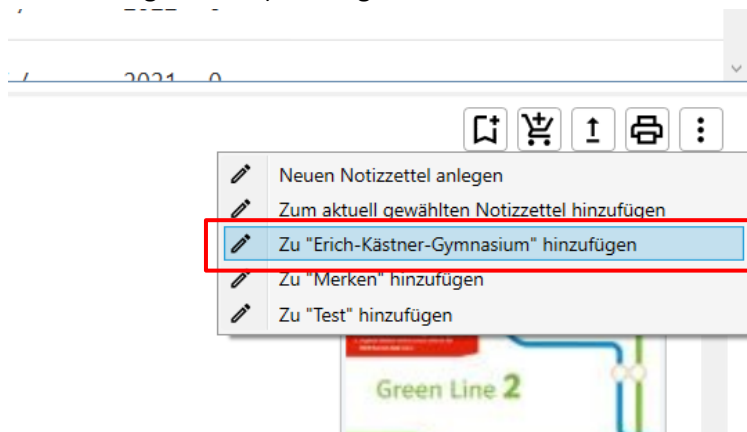 2021 0
Neuen Notizzettel anlegen
Zum aktuell gewählten Notizzettel hinzufügen
Zu "Erich-Kästner-Gymnasium" hinzufügen
Zu "Merken" hinzufügen
Zu "Test" hinzufügen
Green Line 2